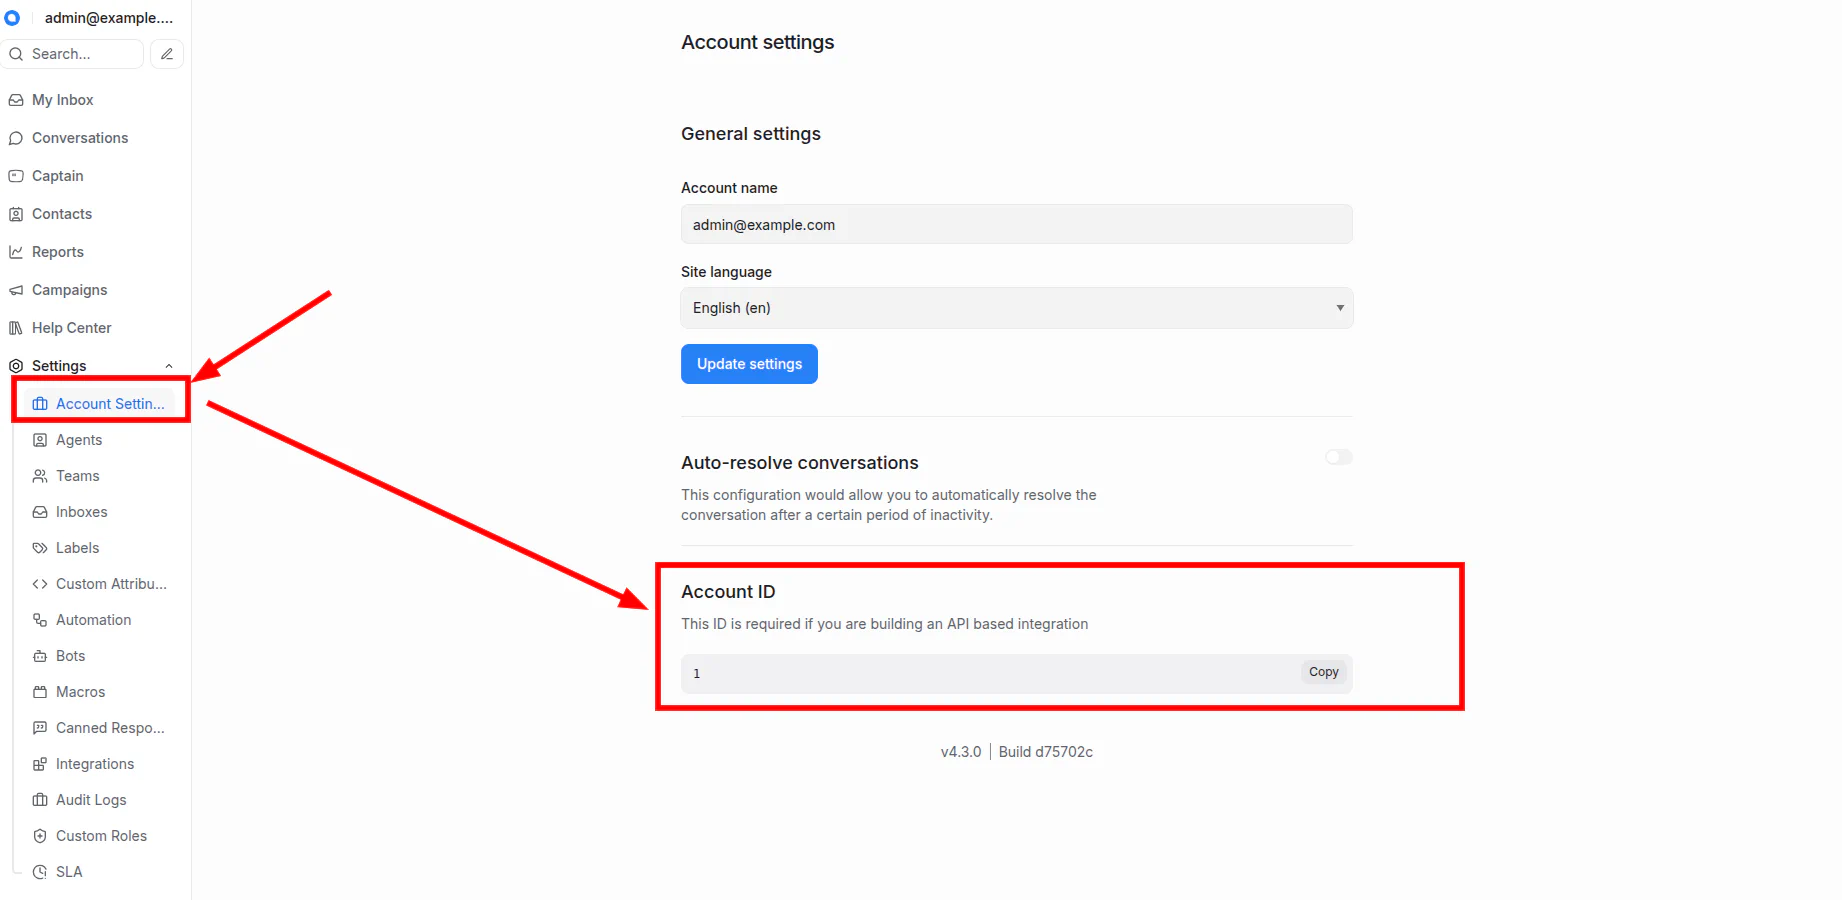 admin@example....
Search...
My Inbox
Conversations
Captain
Contacts
Reports
Campaigns
Help Center
Settings
Account Settin...
Agents
Teams
Inboxes
Labels
Custom Attribu...
Automation
Bots
Macros
Canned Respo...
Integrations
Audit Logs
Custom Roles
SLA
Account settings
General settings
Account name
admin@example.com
Site language
English (en)
Update settings
Auto-resolve conversations
This configuration would allow you to automatically resolve the
conversation after a certain period of inactivity.
Account ID
This ID is required if you are building an API based integration
1
Copy
v4.3.0 | Build d75702c